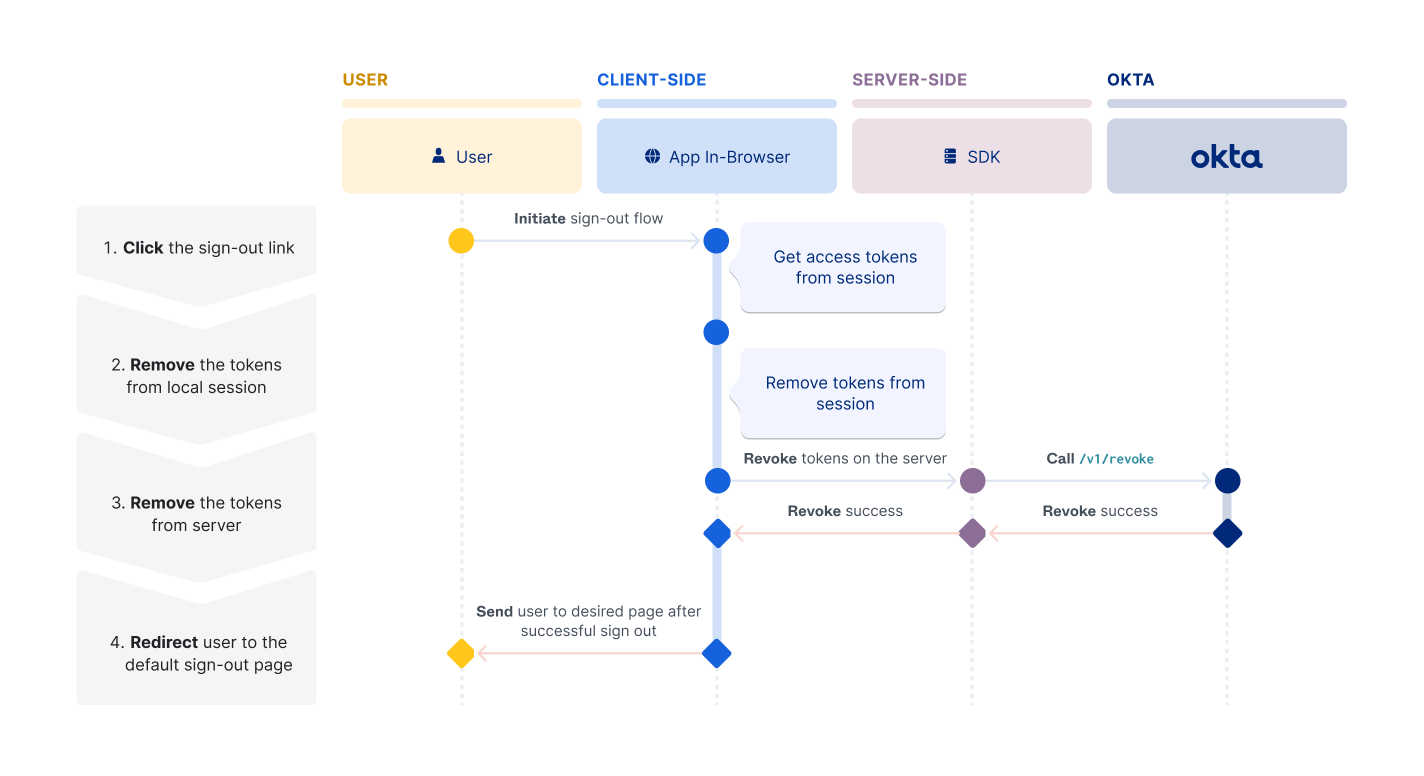 USER
CLIENT-SIDE
SERVER-SIDE
OKTA
User
App In-Browser
SDK
okta
1. Click the sign-out link
Initiate sign-out flow
Get access tokens
from session
2. Remove the tokens
from local session
Remove tokens from
session
3. Remove the tokens
from server
Revoke tokens on the server
Call /v1/revoke
Revoke success
Revoke success
4. Redirect user to the
default sign-out page
Send user to desired page after
successful sign out